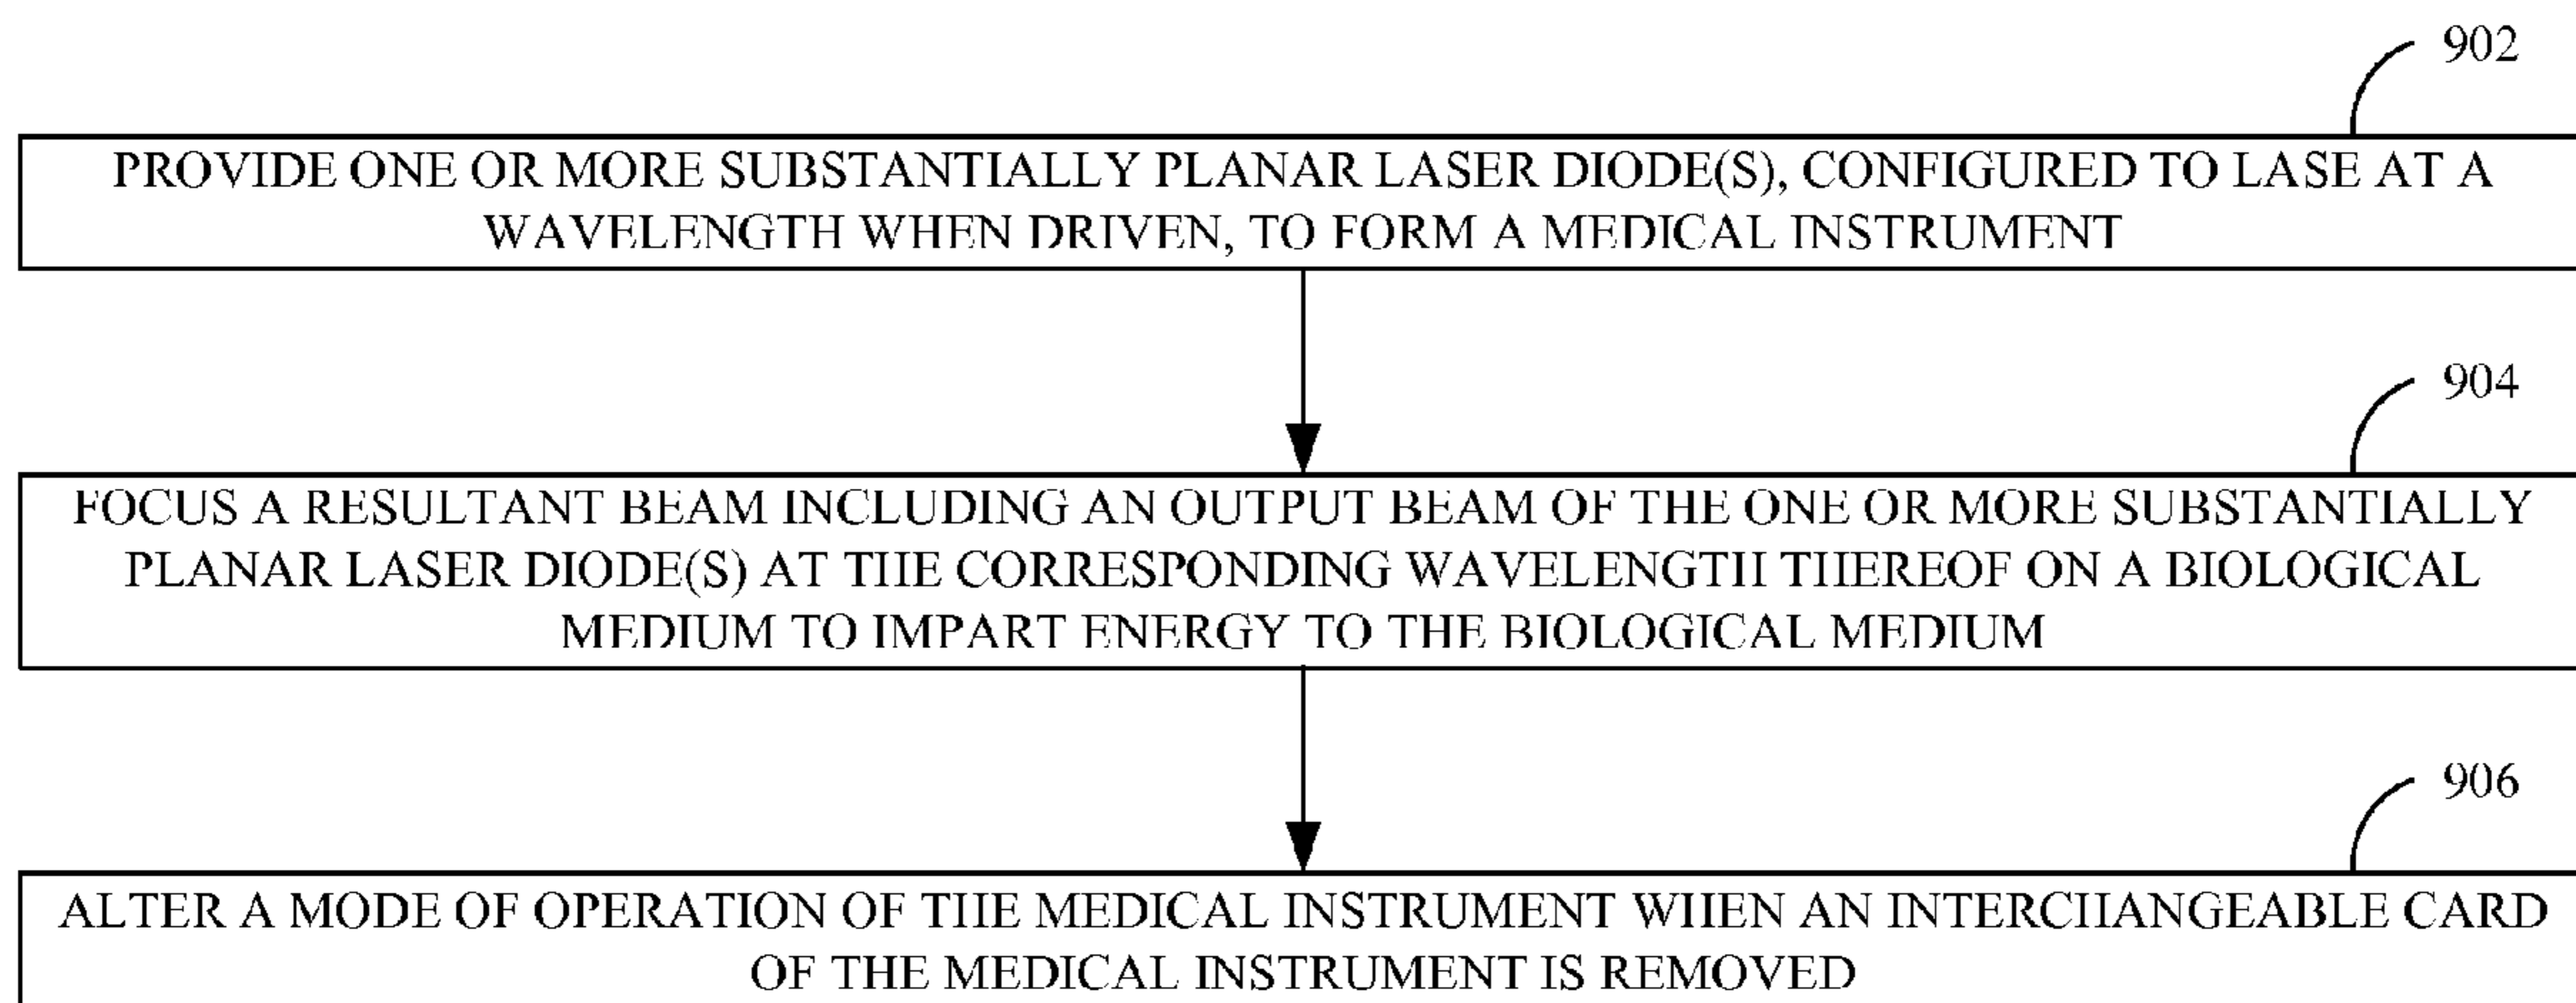 902
PROVIDE ONE OR MORE SUBSTANTIALLY PLANAR LASER DIODE(S), CONFIGURED TO LASE AT A
WAVELENGTH WHEN DRIVEN, TO FORM A MEDICAL INSTRUMENT
904
FOCUS A RESULTANT BEAM INCLUDING AN OUTPUT BEAM OF THE ONE OR MORE SUBSTANTIALLY
PLANAR LASER DIODE(S) AT THE CORRESPONDING WAVELENGTH THEREOF ON A BIOLOGICAL
MEDIUM TO IMPART ENERGY TO THE BIOLOGICAL MEDIUM
906
ALTER A MODE OF OPERATION OF THE MEDICAL INSTRUMENT WHEN AN INTERCHANGEABLE CARD
OF THE MEDICAL INSTRUMENT IS REMOVED